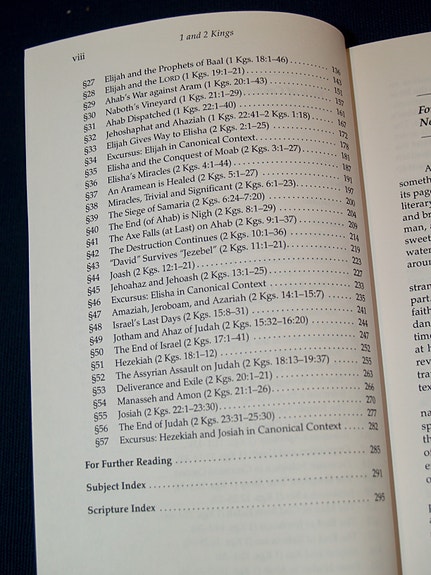 1 and 2 Kings
viii
§27 Elijah and the Prophets of Baal (1 Kgs. 18:1–46) 136
§28 Elijah and the LORD (1 Kgs. 19:1–21) 143
§29 Ahab's War against Aram (1 Kgs. 20:1–43) 151
§30 Naboth's Vineyard (1 Kgs. 21:1–29) 157
§31 Ahab Dispatched (1 Kgs. 22:1–40) 161
§32 Jehoshaphat and Ahaziah (1 Kgs. 22:41–2 Kgs. 1:18) 167
§33 Elijah Gives Way to Elisha (2 Kgs. 2:1–25) 172
§34 Excursus: Elijah in Canonical Context 178
§35 Elisha and the Conquest of Moab (2 Kgs. 3:1–27) 181
§36 Elisha's Miracles (2 Kgs. 4:1–44) 187
§37 An Aramean is Healed (2 Kgs. 5:1–27) 191
§38 Miracles, Trivial and Significant (2 Kgs. 6:1–23) 197
§39 The Siege of Samaria (2 Kgs. 6:24–7:20) 200
§40 The End (of Ahab) is Nigh (2 Kgs. 8:1–29) 204
§41 The Axe Falls (at Last) on Ahab (2 Kgs. 9:1–37) 209
§42 The Destruction Continues (2 Kgs. 10:1–36) 214
§43 “David” Survives “Jezebel” (2 Kgs. 11:1–21) 219
§44 Joash (2 Kgs. 12:1–21) 223
§45 Jehoahaz and Jehoash (2 Kgs. 13:1–25) 227
§46 Excursus: Elisha in Canonical Context 233
§47 Amaziah, Jeroboam, and Azariah (2 Kgs. 14:1–15:7) 235
§48 Israel's Last Days (2 Kgs. 15:8–31) 241
§49 Jotham and Ahaz of Judah (2 Kgs. 15:32–16:20) 244
§50 The End of Israel (2 Kgs. 17:1–41) 247
§51 Hezekiah (2 Kgs. 18:1–12) 252
§52 The Assyrian Assault on Judah (2 Kgs. 18:13–19:37) 255
§53 Deliverance and Exile (2 Kgs. 20:1–21) 263
§54 Manasseh and Amon (2 Kgs. 21:1–26) 266
§55 Josiah (2 Kgs. 22:1–23:30) 270
§56 The End of Judah (2 Kgs. 23:31–25:30) 277
§57 Excursus: Hezekiah and Josiah in Canonical Context 282
For Further Reading 285
Subject Index 291
Scripture Index 295